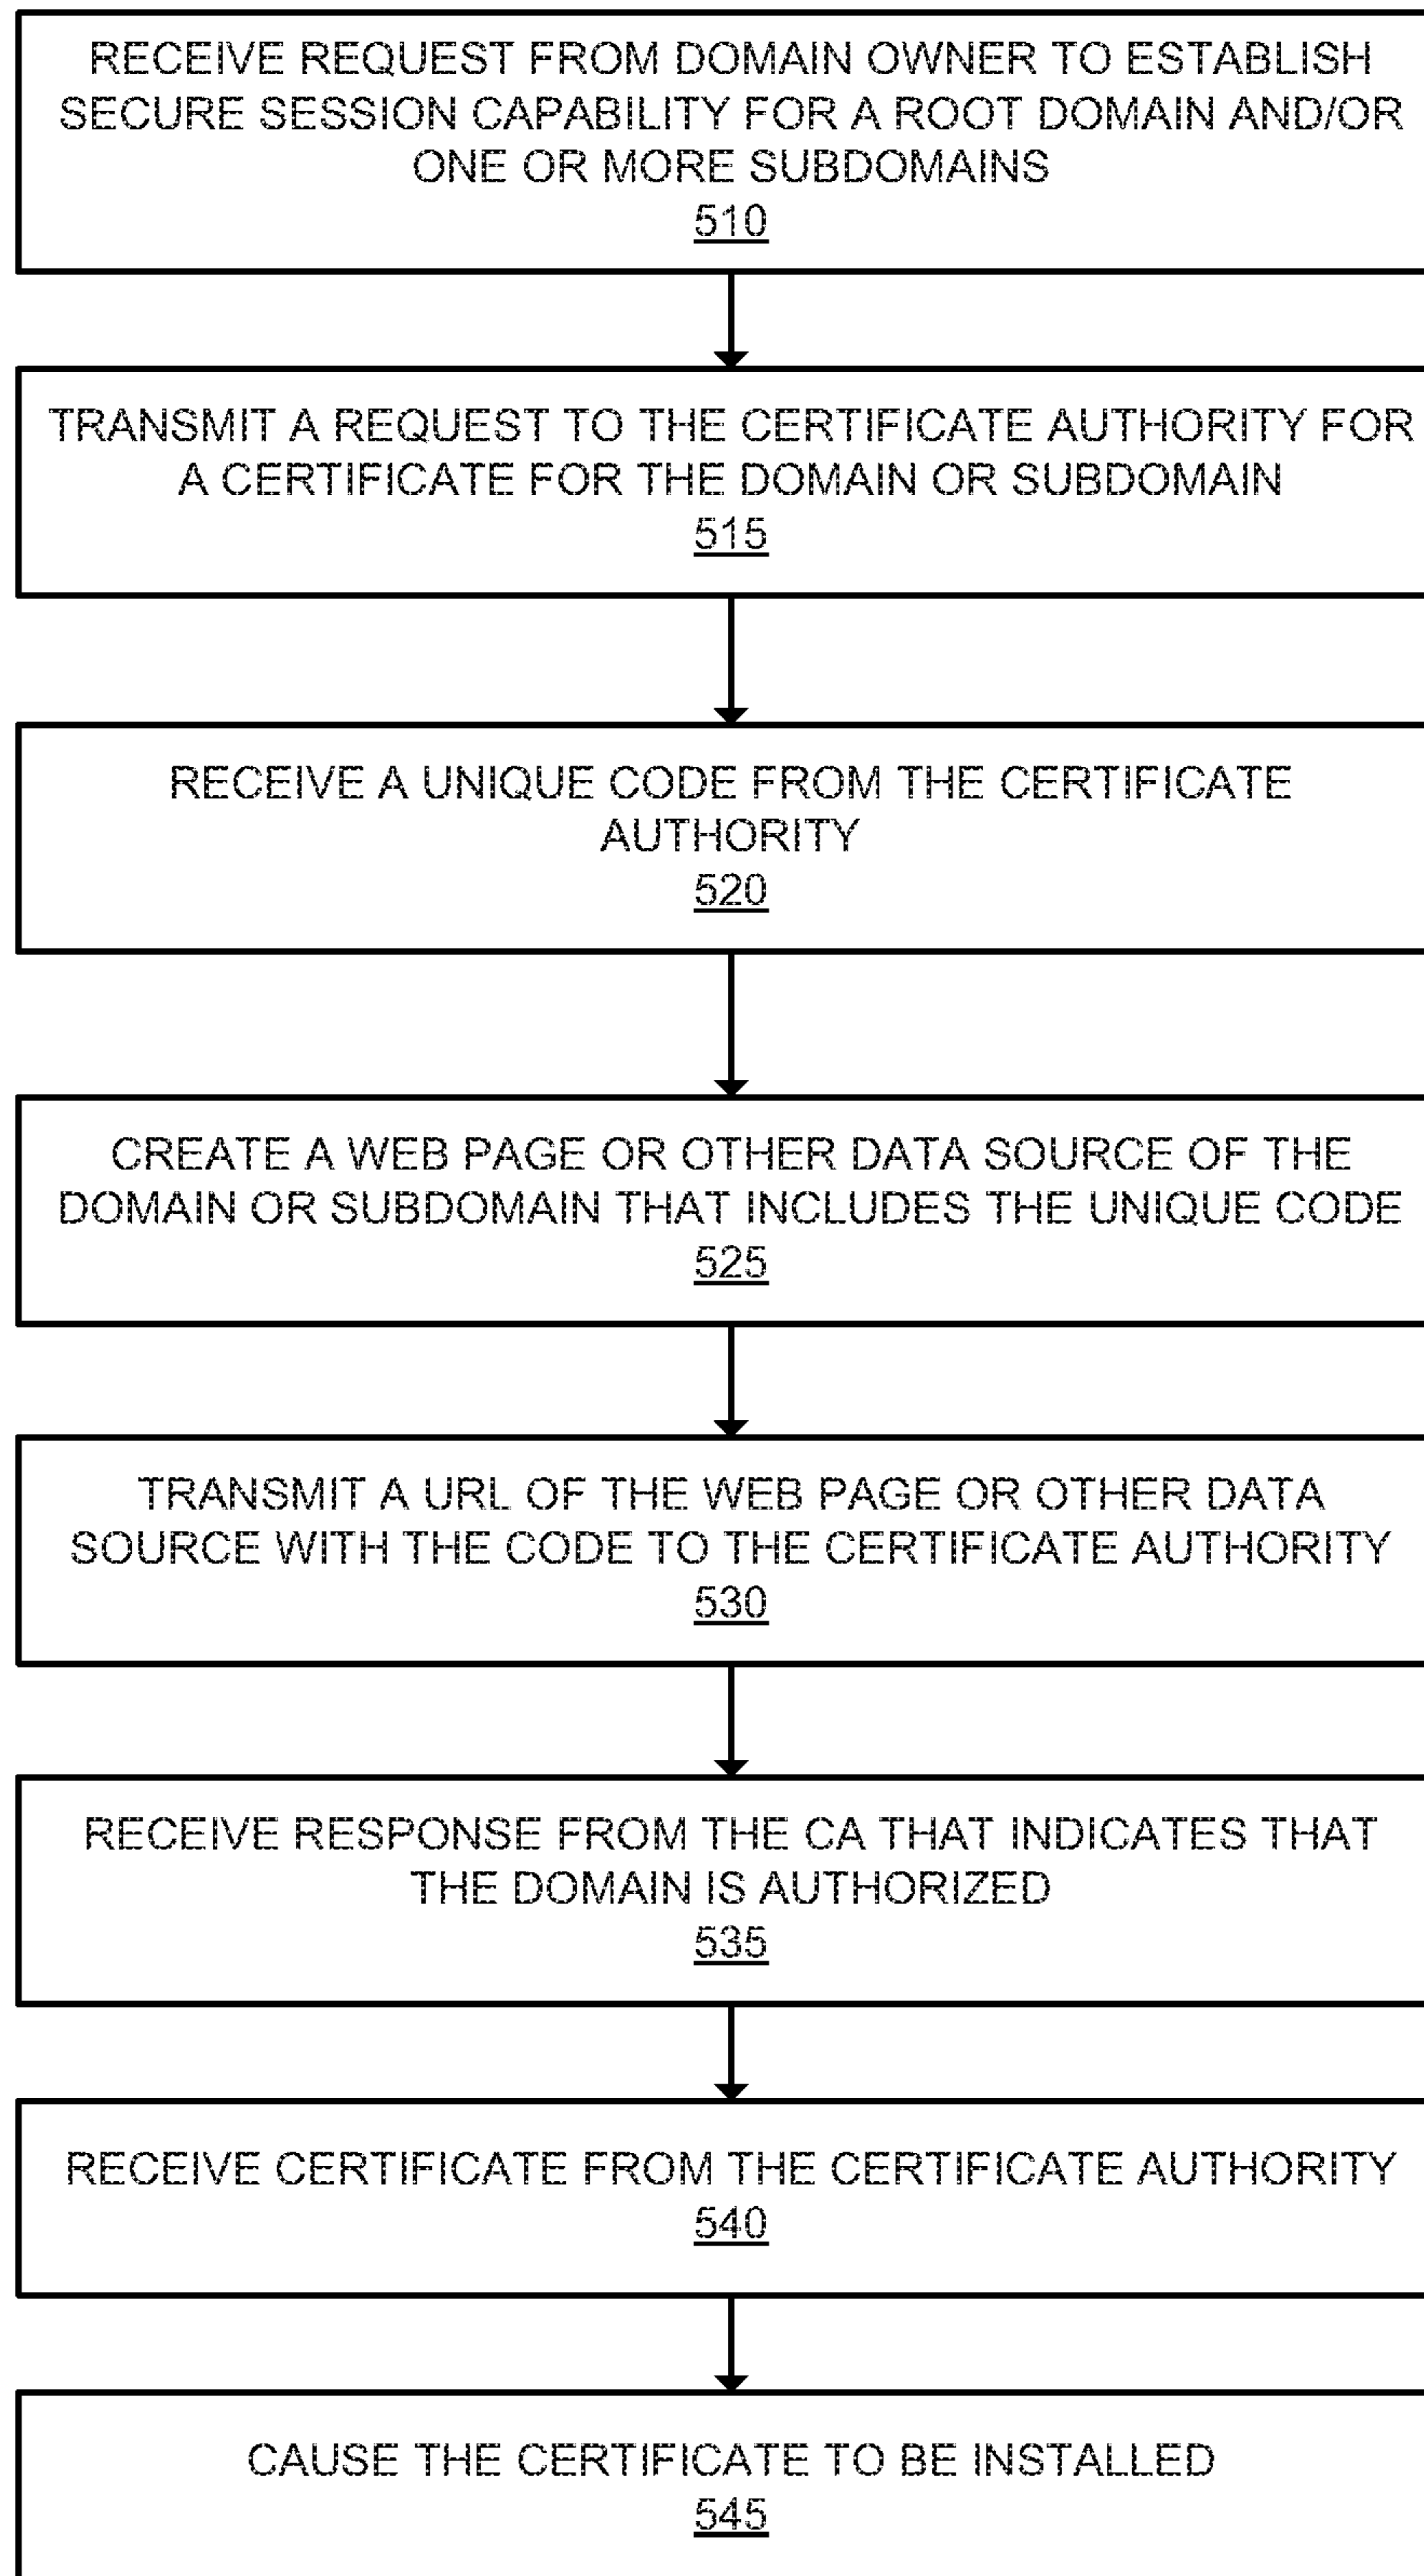 RECEIVE REQUEST FROM DOMAIN OWNER TO ESTABLISH
SECURE SESSION CAPABILITY FOR A ROOT DOMAIN AND/OR
ONE OR MORE SUBDOMAINS
510
TRANSMIT A REQUEST TO THE CERTIFICATE AUTHORITY FOR
A CERTIFICATE FOR THE DOMAIN OR SUBDOMAIN
515
RECEIVE A UNIQUE CODE FROM THE CERTIFICATE
AUTHORITY
520
CREATE A WEB PAGE OR OTHER DATA SOURCE OF THE
DOMAIN OR SUBDOMAIN THAT INCLUDES THE UNIQUE CODE
525
TRANSMIT A URL OF THE WEB PAGE OR OTHER DATA
SOURCE WITH THE CODE TO THE CERTIFICATE AUTHORITY
530
RECEIVE RESPONSE FROM THE CA THAT INDICATES THAT
THE DOMAIN IS AUTHORIZED
535
RECEIVE CERTIFICATE FROM THE CERTIFICATE AUTHORITY
540
CAUSE THE CERTIFICATE TO BE INSTALLED
545